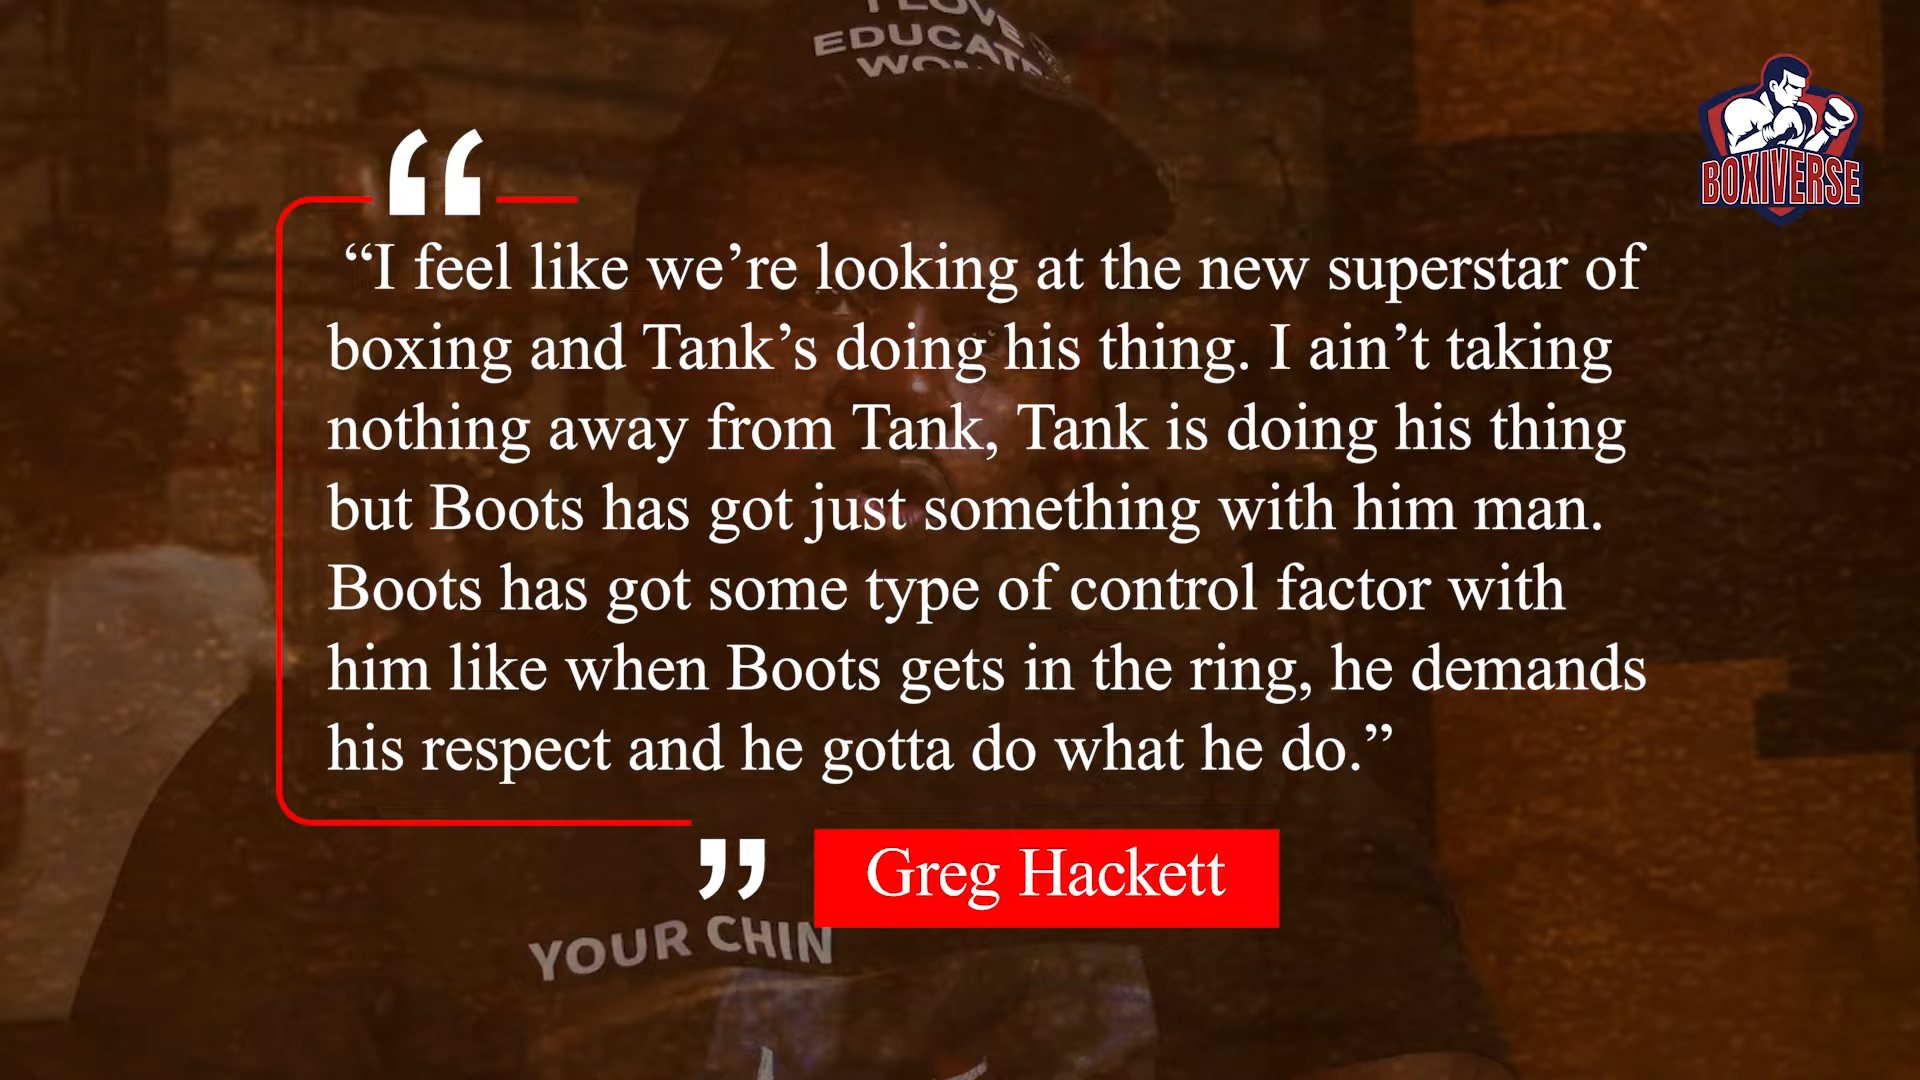 I LOVE
EDUCAT
BOXIVERSE
“I feel like we’re looking at the new superstar of
boxing and Tank’s doing his thing. I ain’t taking
nothing away from Tank, Tank is doing his thing
but Boots has got just something with him man.
Boots has got some type of control factor with
him like when Boots gets in the ring, he demands
his respect and he gotta do what he do.”
Greg Hackett
YOUR CHIN